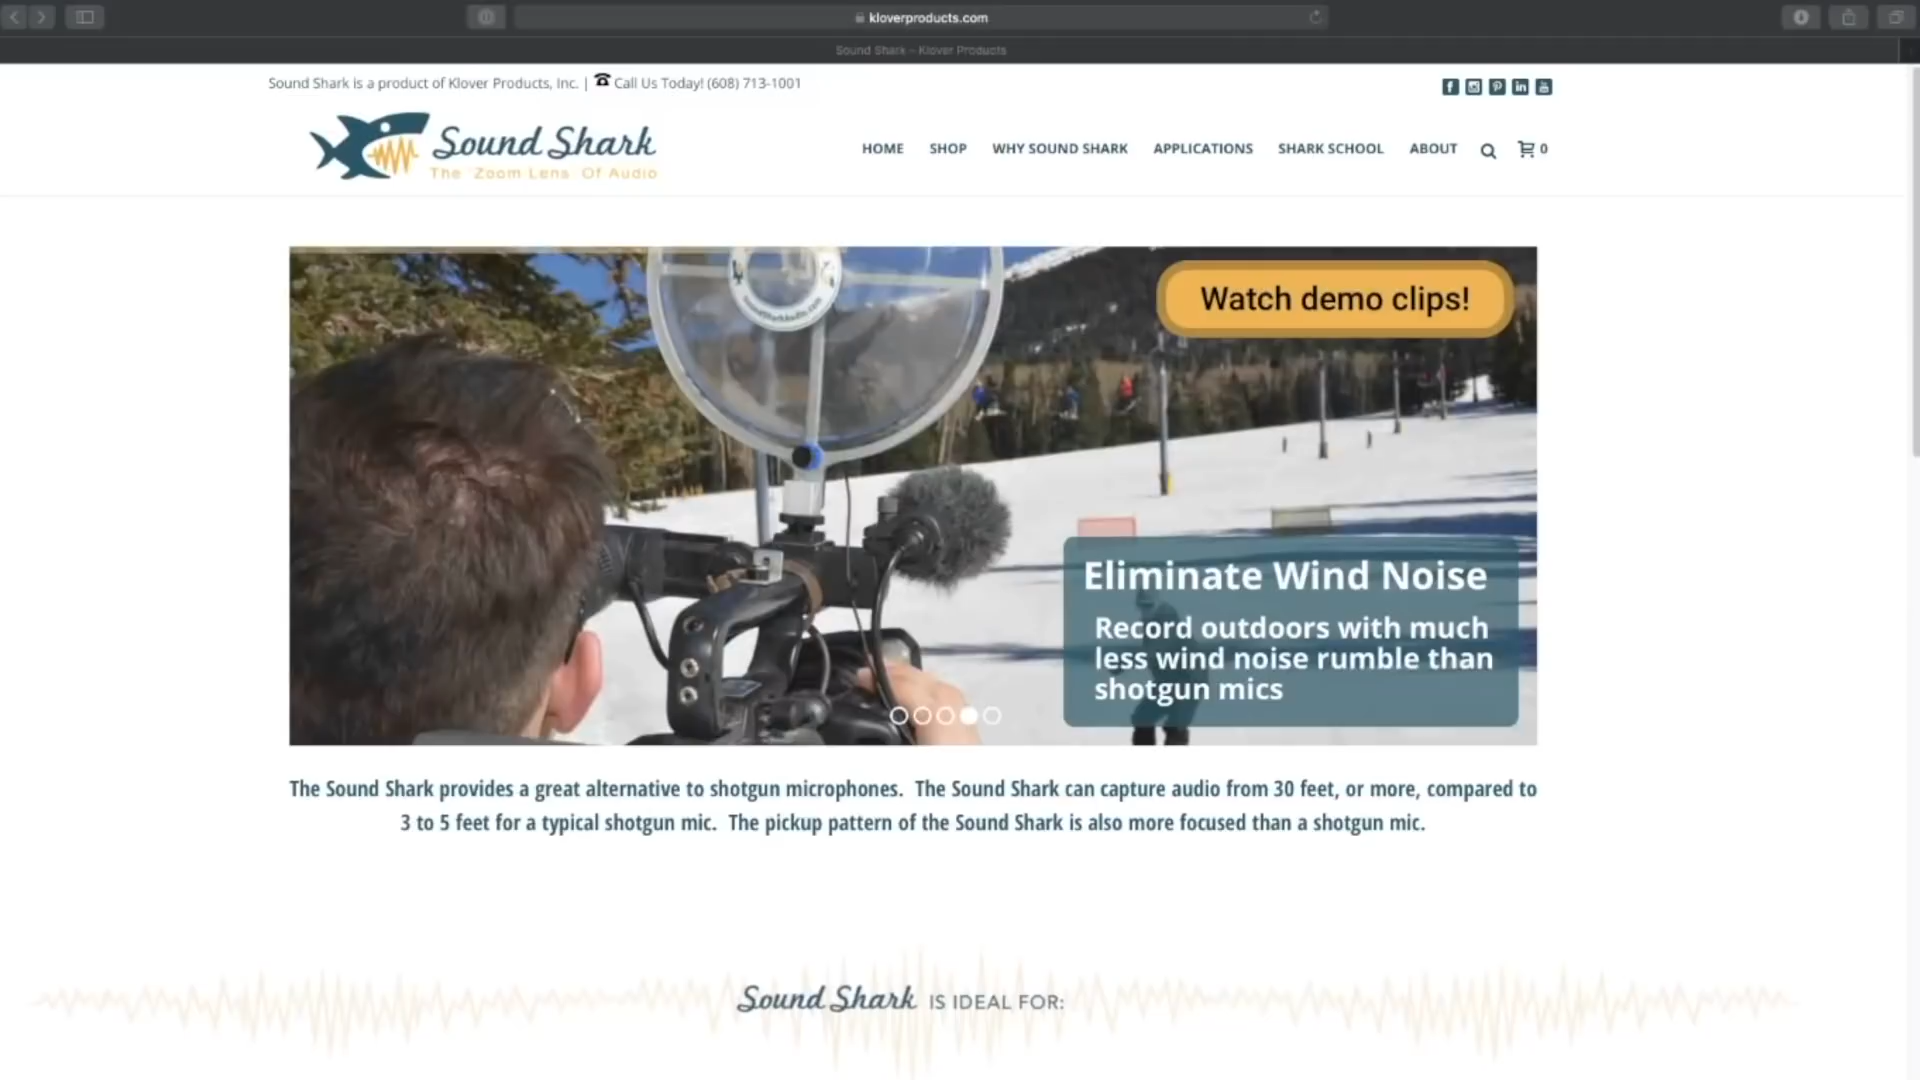 kloverproducts.com
Sound Shark – Klover Products
Sound Shark is a product of Klover Products, Inc. | Call Us Today! (608) 713-1001
Sound Shark
The "Zoom Lens" Of Audio
HOME SHOP WHY SOUND SHARK APPLICATIONS SHARK SCHOOL ABOUT 0
Watch demo clips!
Eliminate Wind Noise
Record outdoors with much
less wind noise rumble than
shotgun mics
The Sound Shark provides a great alternative to shotgun microphones. The Sound Shark can capture audio from 30 feet, or more, compared to
3 to 5 feet for a typical shotgun mic. The pickup pattern of the Sound Shark is also more focused than a shotgun mic.
Sound Shark IS IDEAL FOR: